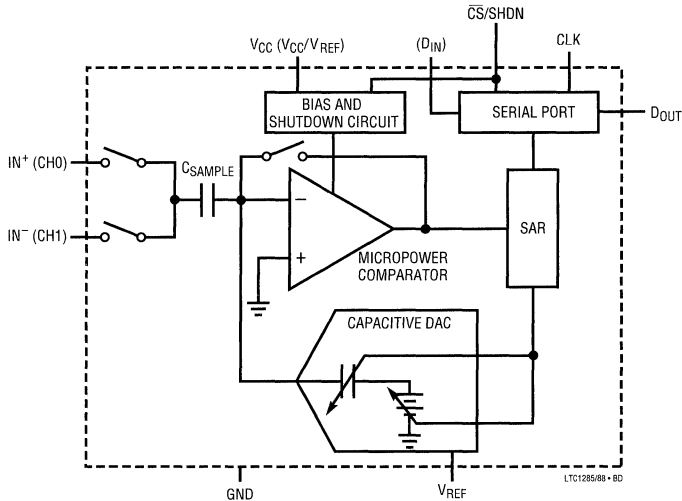 C̅S̅/SHDN
VCC (VCC/VREF)
(DIN)
CLK
BIAS AND
SHUTDOWN CIRCUIT
SERIAL PORT
DOUT
IN+ (CH0)
CSAMPLE
IN− (CH1)
−
+
MICROPOWER
COMPARATOR
SAR
CAPACITIVE DAC
GND
VREF
LTC1285/88 • BD